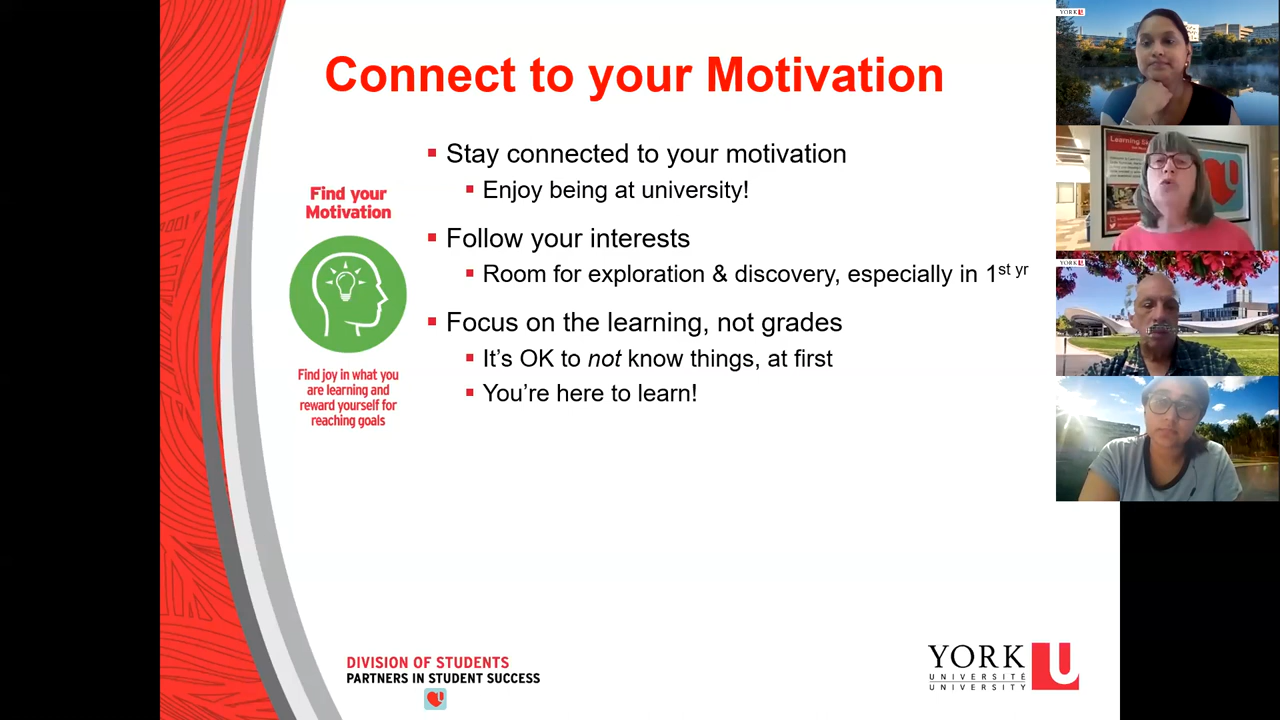 Connect to your Motivation
Find your
Motivation
Find joy in what you
are learning and
reward yourself for
reaching goals
▪ Stay connected to your motivation
▪ Enjoy being at university!
▪ Follow your interests
▪ Room for exploration & discovery, especially in 1st yr
▪ Focus on the learning, not grades
▪ It's OK to not know things, at first
▪ You're here to learn!
DIVISION OF STUDENTS
PARTNERS IN STUDENT SUCCESS
YORK U
UNIVERSITÉ
UNIVERSITY
YORK U
YORK U